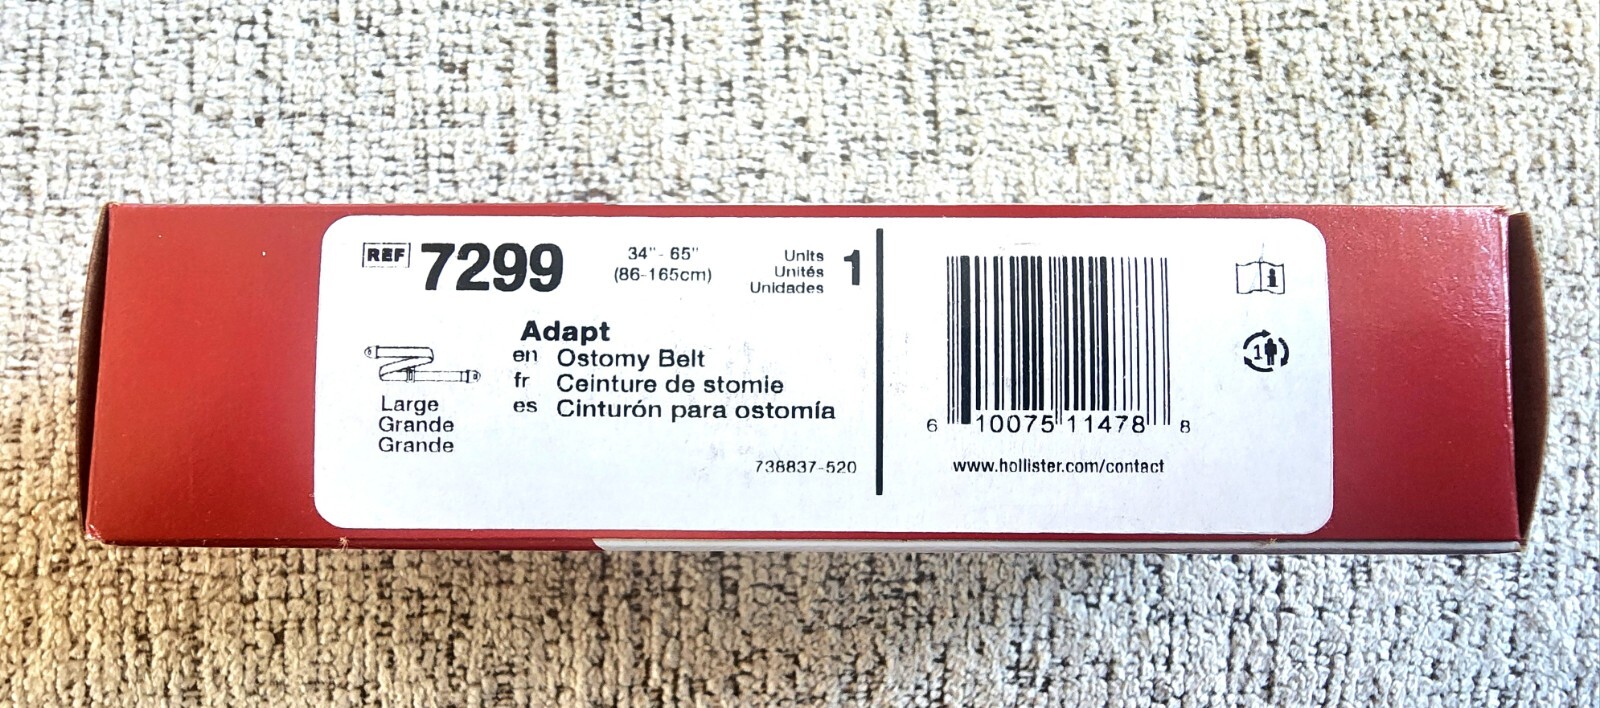 REF 7299
34" - 65"
(86-165cm)
Units
Unités
Unidades
1
Adapt
en Ostomy Belt
fr Ceinture de stomie
es Cinturón para ostomía
Large
Grande
Grande
738837-520
6 10075 11478 8
www.hollister.com/contact
i
1